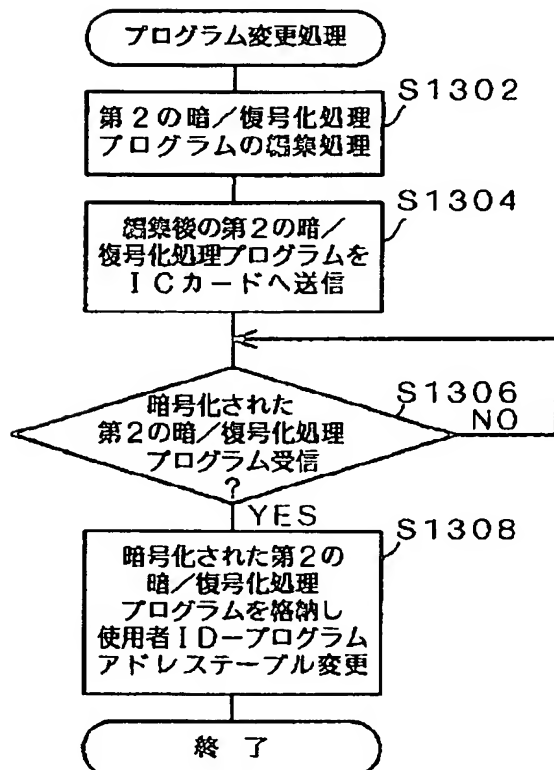 プログラム変更処理
S1302
第2の暗／復号化処理
プログラムの編集処理
S1304
編集後の第2の暗／
復号化処理プログラムを
ICカードへ送信
S1306
暗号化された
第2の暗／復号化処理
プログラム受信
?
NO
YES
S1308
暗号化された第2の
暗／復号化処理
プログラムを格納し
使用者ID－プログラム
アドレステーブル変更
終了